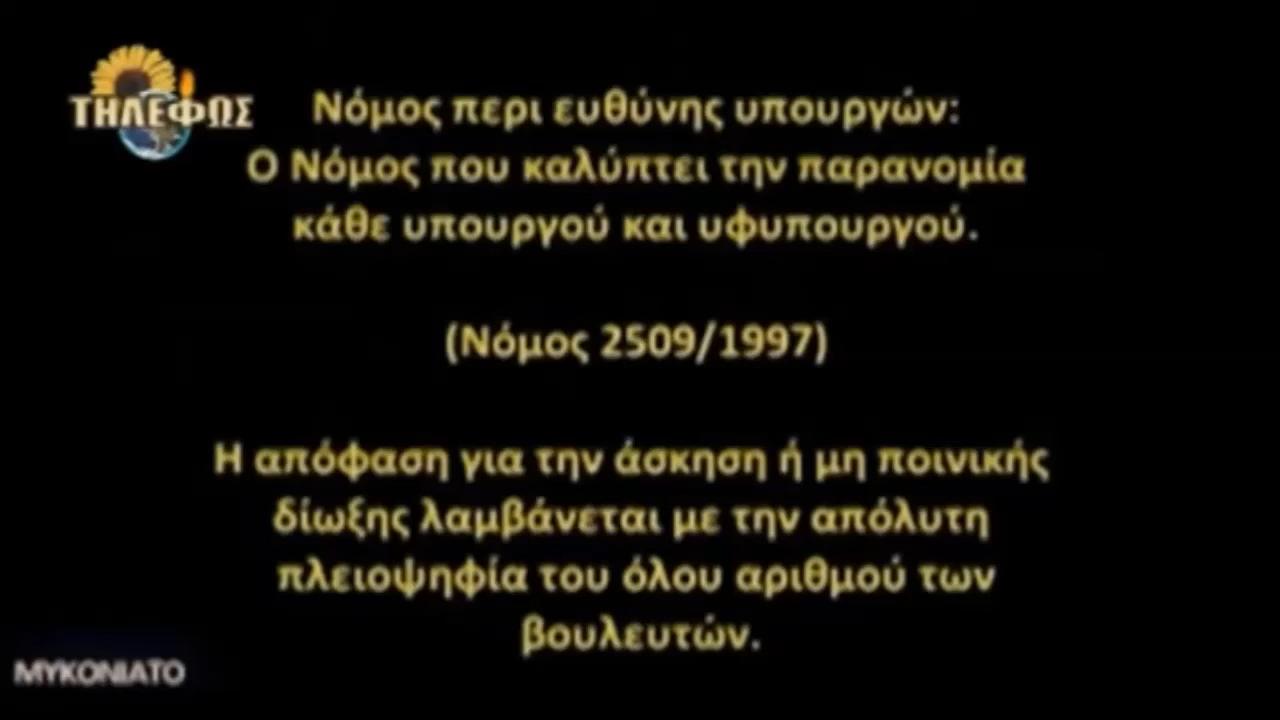 ΤΗΛΕΦΩΣ
Νόμος περι ευθύνης υπουργών:
Ο Νόμος που καλύπτει την παρανομία
κάθε υπουργού και υφυπουργού.
(Νόμος 2509/1997)
Η απόφαση για την άσκηση ή μη ποινικής
δίωξης λαμβάνεται με την απόλυτη
πλειοψηφία του όλου αριθμού των
βουλευτών.
ΜΥΚΟΝΙΑΤΟ